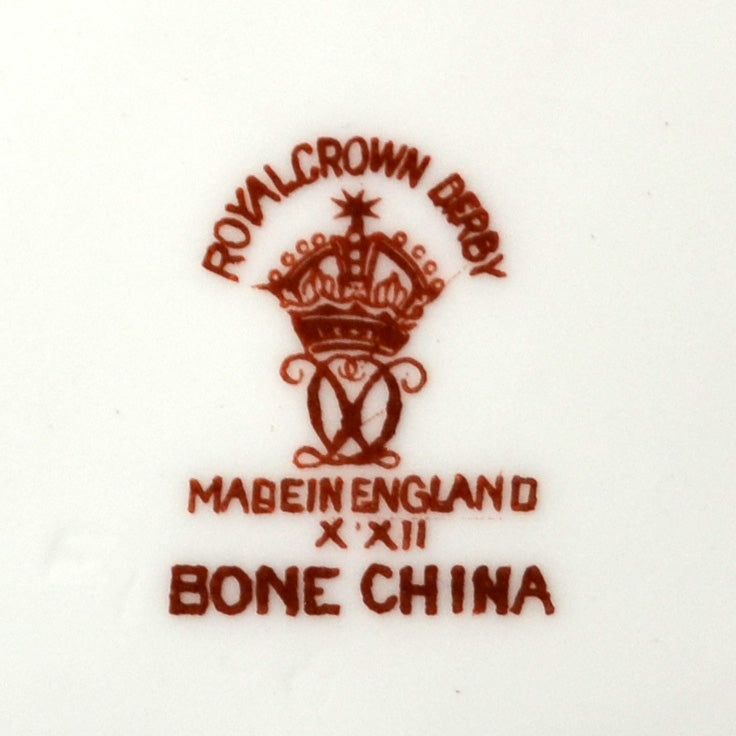 ROYAL CROWN DERBY
MADE IN ENGLAND
X·XII
BONE CHINA